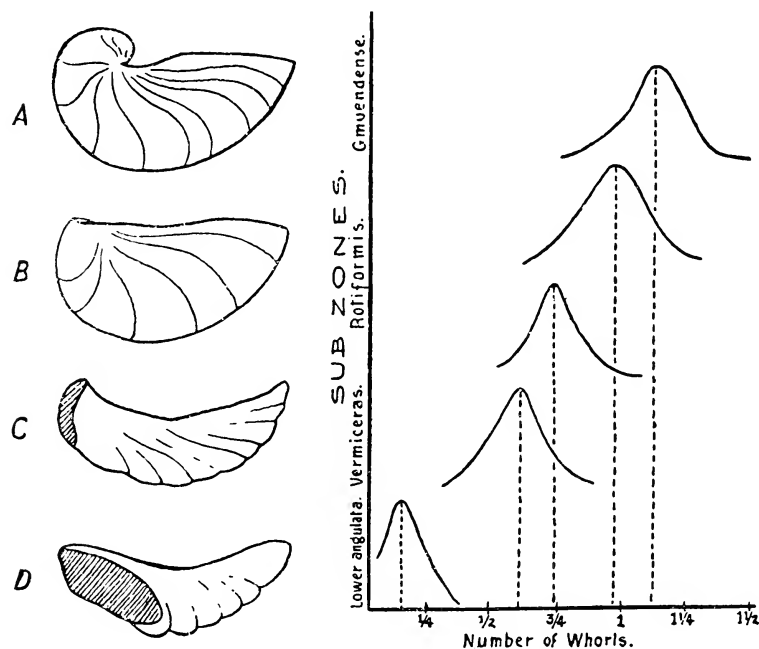 A
B
C
D
SUB ZONES.
Gmuendense.
Rotiformis.
Vermiceras.
Lower angulata.
1/4
1/2
3/4
1
1 1/4
1 1/2
Number of Whorls.